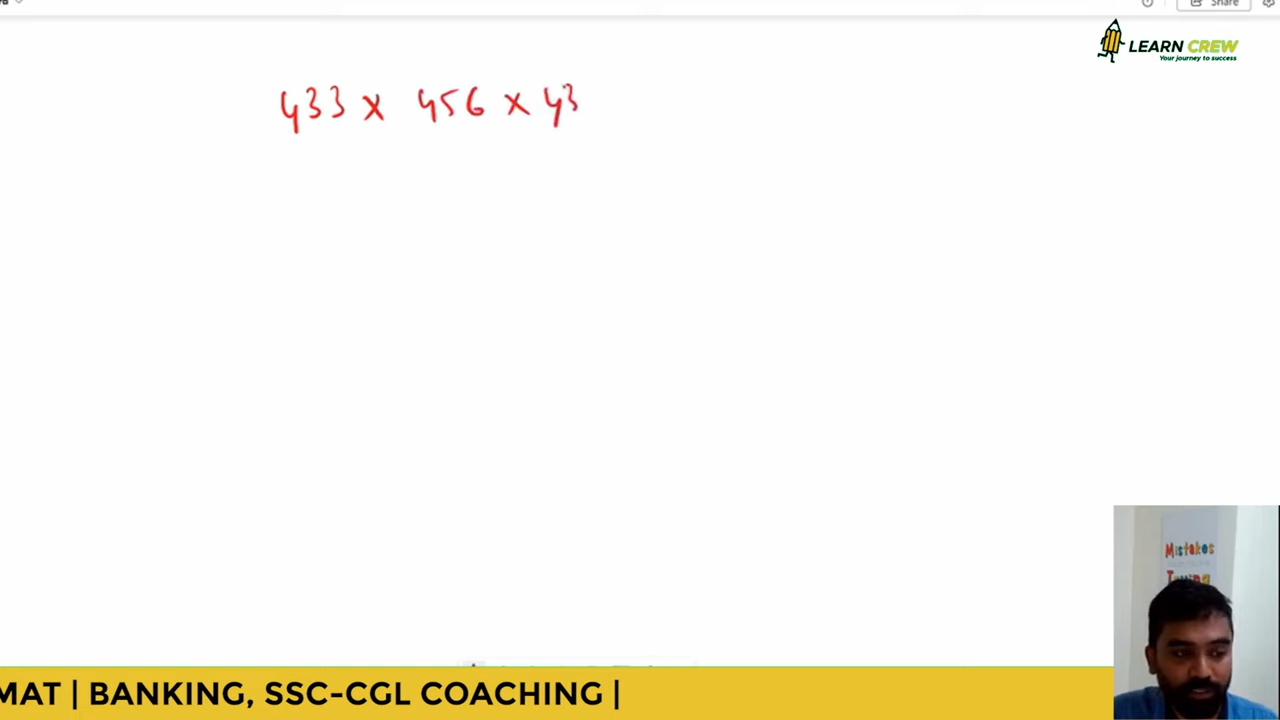 Share
LEARN CREW
Your journey to success
433 x 456 x 43
Mistakes
MAT | BANKING, SSC-CGL COACHING |